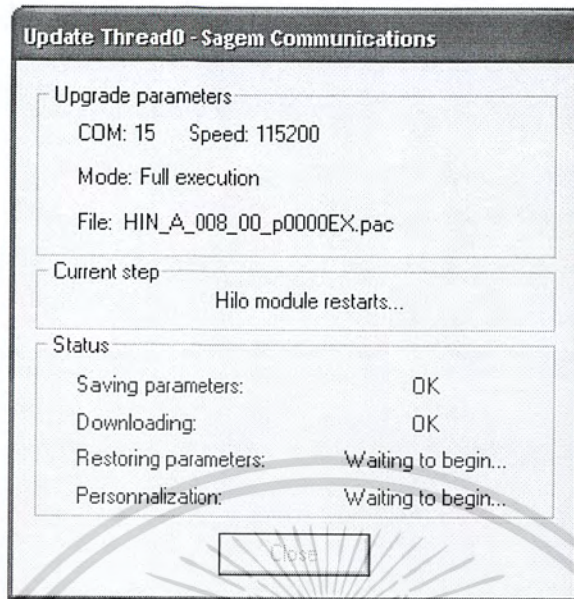 Update Thread0 - Sagem Communications
Upgrade parameters
COM: 15 Speed: 115200
Mode: Full execution
File: HIN_A_008_00_p0000EX.pac
Current step
Hilo module restarts...
Status
Saving parameters: OK
Downloading: OK
Restoring parameters: Waiting to begin...
Personnalization: Waiting to begin...
Close